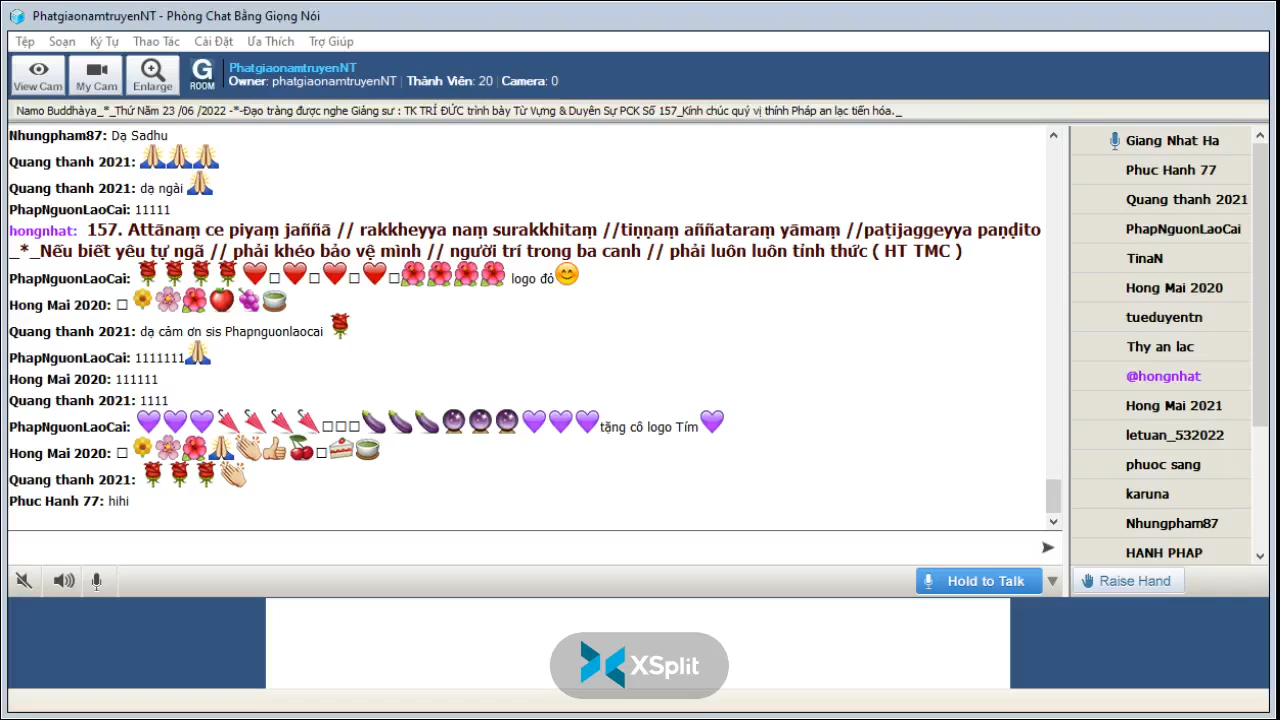 PhatgiaonamtruyenNT - Phòng Chat Bằng Giọng Nói
Tệp Soạn Ký Tự Thao Tác Cài Đặt Ưa Thích Trợ Giúp
View Cam My Cam Enlarge G ROOM
PhatgiaonamtruyenNT
Owner: phatgiaonamtruyenNT | Thành Viên: 20 | Camera: 0
Namo Buddhàya_*_Thứ Năm 23 /06 /2022 -*-Đạo tràng được nghe Giảng sư : TK TRÍ ĐỨC trình bày Từ Vựng & Duyên Sự PCK Số 157_Kính chúc quý vị thính Pháp an lạc tiến hóa._
Nhungpham87: Dạ Sadhu
Quang thanh 2021: 🙏🙏🙏
Quang thanh 2021: dạ ngài 🙏
PhapNguonLaoCai: 11111
hongnhat: 157. Attānaṃ ce piyaṃ jaññā // rakkheyya naṃ surakkhitaṃ //tiṇṇaṃ aññataraṃ yāmaṃ //paṭijaggeyya paṇḍito
_*_Nếu biết yêu tự ngã // phải khéo bảo vệ mình // người trí trong ba canh // phải luôn luôn tỉnh thức ( HT TMC )
PhapNguonLaoCai: 🌹🌹🌹🌹❤️□❤️□❤️□❤️□🌺🌺🌺🌺 logo đỏ😊
Hong Mai 2020: □ 🌼🌸🌺🍎🍇🍵
Quang thanh 2021: dạ cảm ơn sis Phapnguonlaocai 🌹
PhapNguonLaoCai: 1111111🙏
Hong Mai 2020: 111111
Quang thanh 2021: 1111
PhapNguonLaoCai: 💜💜💜🌂🌂🌂🌂□□□🍆🍆🍆🔮🔮🔮💜💜💜tặng cô logo Tím💜
Hong Mai 2020: □ 🌼🌸🌺🙏👏👍🍒□🍰🍵
Quang thanh 2021: 🌹🌹🌹👏
Phuc Hanh 77: hihi
Hold to Talk
Giang Nhat Ha
Phuc Hanh 77
Quang thanh 2021
PhapNguonLaoCai
TinaN
Hong Mai 2020
tueduyentn
Thy an lac
@hongnhat
Hong Mai 2021
letuan_532022
phuoc sang
karuna
Nhungpham87
HANH PHAP
Raise Hand
XSplit